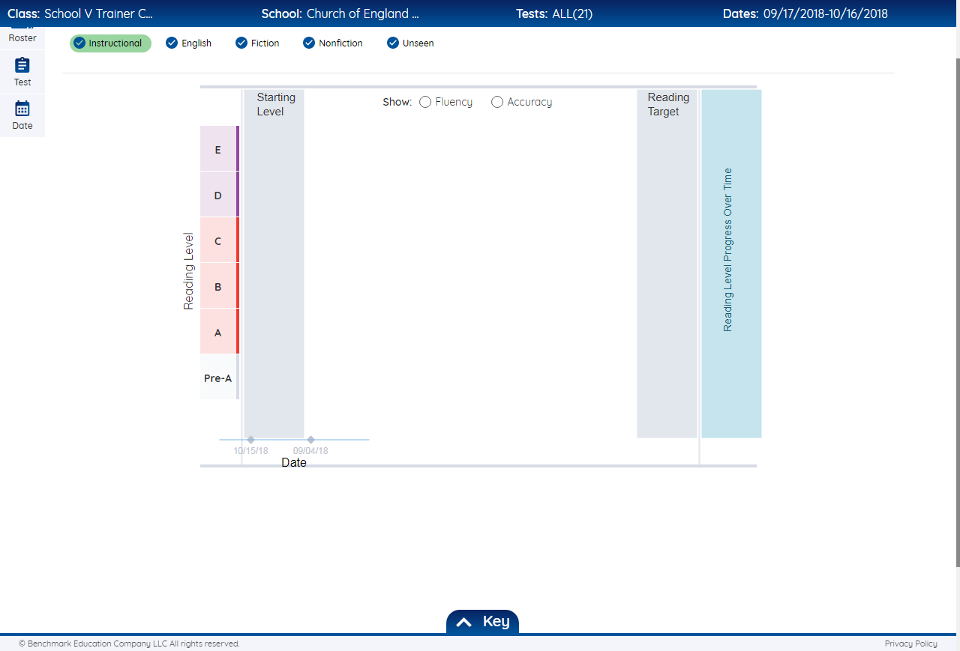 Class: School V Trainer C... School: Church of England ... Tests: ALL(21) Dates: 09/17/2018-10/16/2018
Roster
Instructional English Fiction Nonfiction Unseen
Test
Date
Starting
Level
Show: Fluency Accuracy
Reading
Target
E
D
C
B
A
Pre-A
Reading Level
Reading Level Progress Over Time
10/15/18 09/04/18
Date
Key
© Benchmark Education Company LLC All rights reserved. Privacy Policy